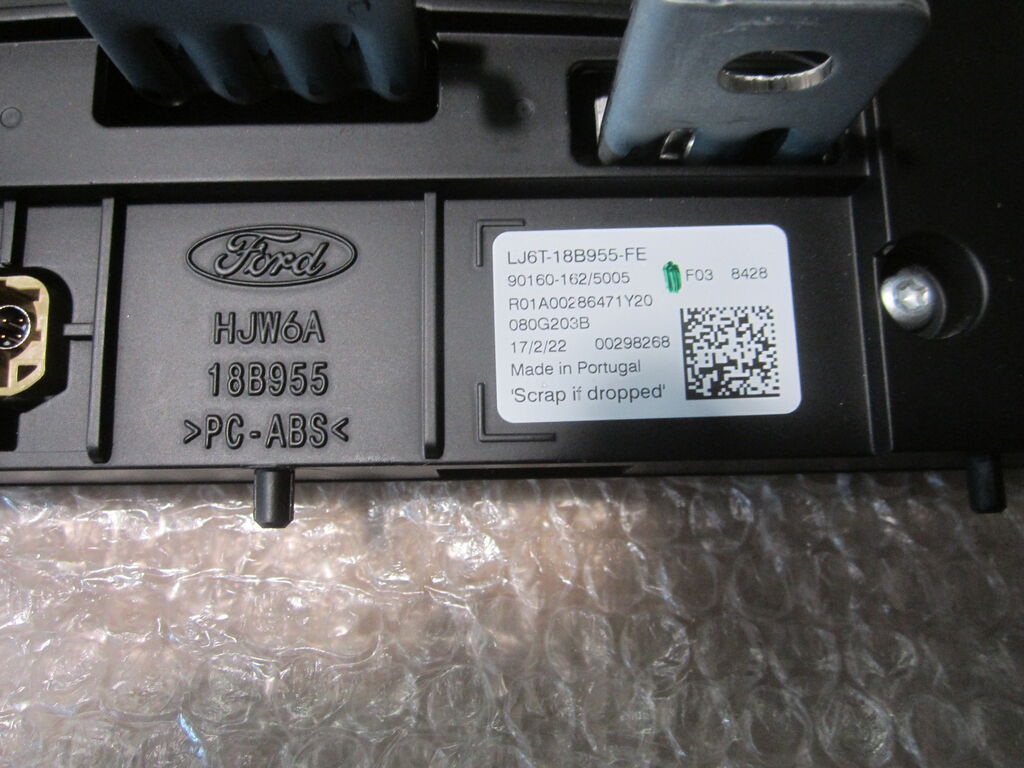 Ford
HJW6A
18B955
>PC-ABS<
LJ6T-18B955-FE
90160-162/5005 F03 8428
R01A00286471Y20
080G203B
17/2/22 00298268
Made in Portugal
'Scrap if dropped'